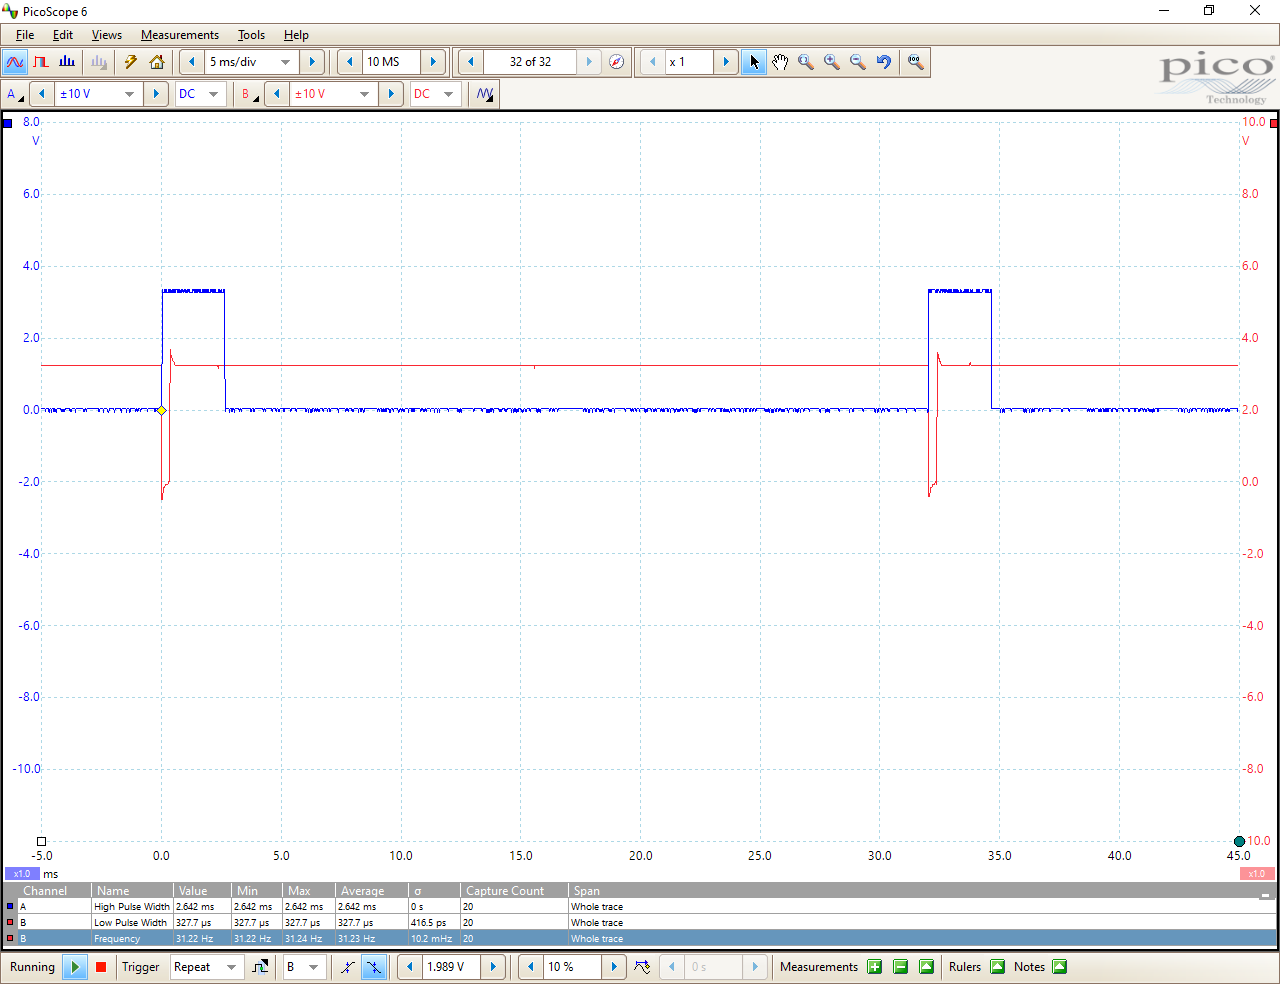 PicoScope 6
File Edit Views Measurements Tools Help
5 ms/div 10 MS 32 of 32 x 1
pico
Technology
A ±10 V DC B ±10 V DC
8.0 10.0
V V
6.0 8.0
4.0 6.0
2.0 4.0
0.0 2.0
-2.0 0.0
-4.0 -2.0
-6.0 -4.0
-8.0 -6.0
-10.0 -8.0
-10.0
-5.0 0.0 5.0 10.0 15.0 20.0 25.0 30.0 35.0 40.0 45.0
x1.0 ms x1.0
Channel Name Value Min Max Average σ Capture Count Span
A High Pulse Width 2.642 ms 2.642 ms 2.642 ms 2.642 ms 0 s 20 Whole trace
B Low Pulse Width 327.7 µs 327.7 µs 327.7 µs 327.7 µs 416.5 ps 20 Whole trace
B Frequency 31.22 Hz 31.22 Hz 31.24 Hz 31.23 Hz 10.2 mHz 20 Whole trace
Running Trigger Repeat B 1.989 V 10 % 0 s Measurements Rulers Notes